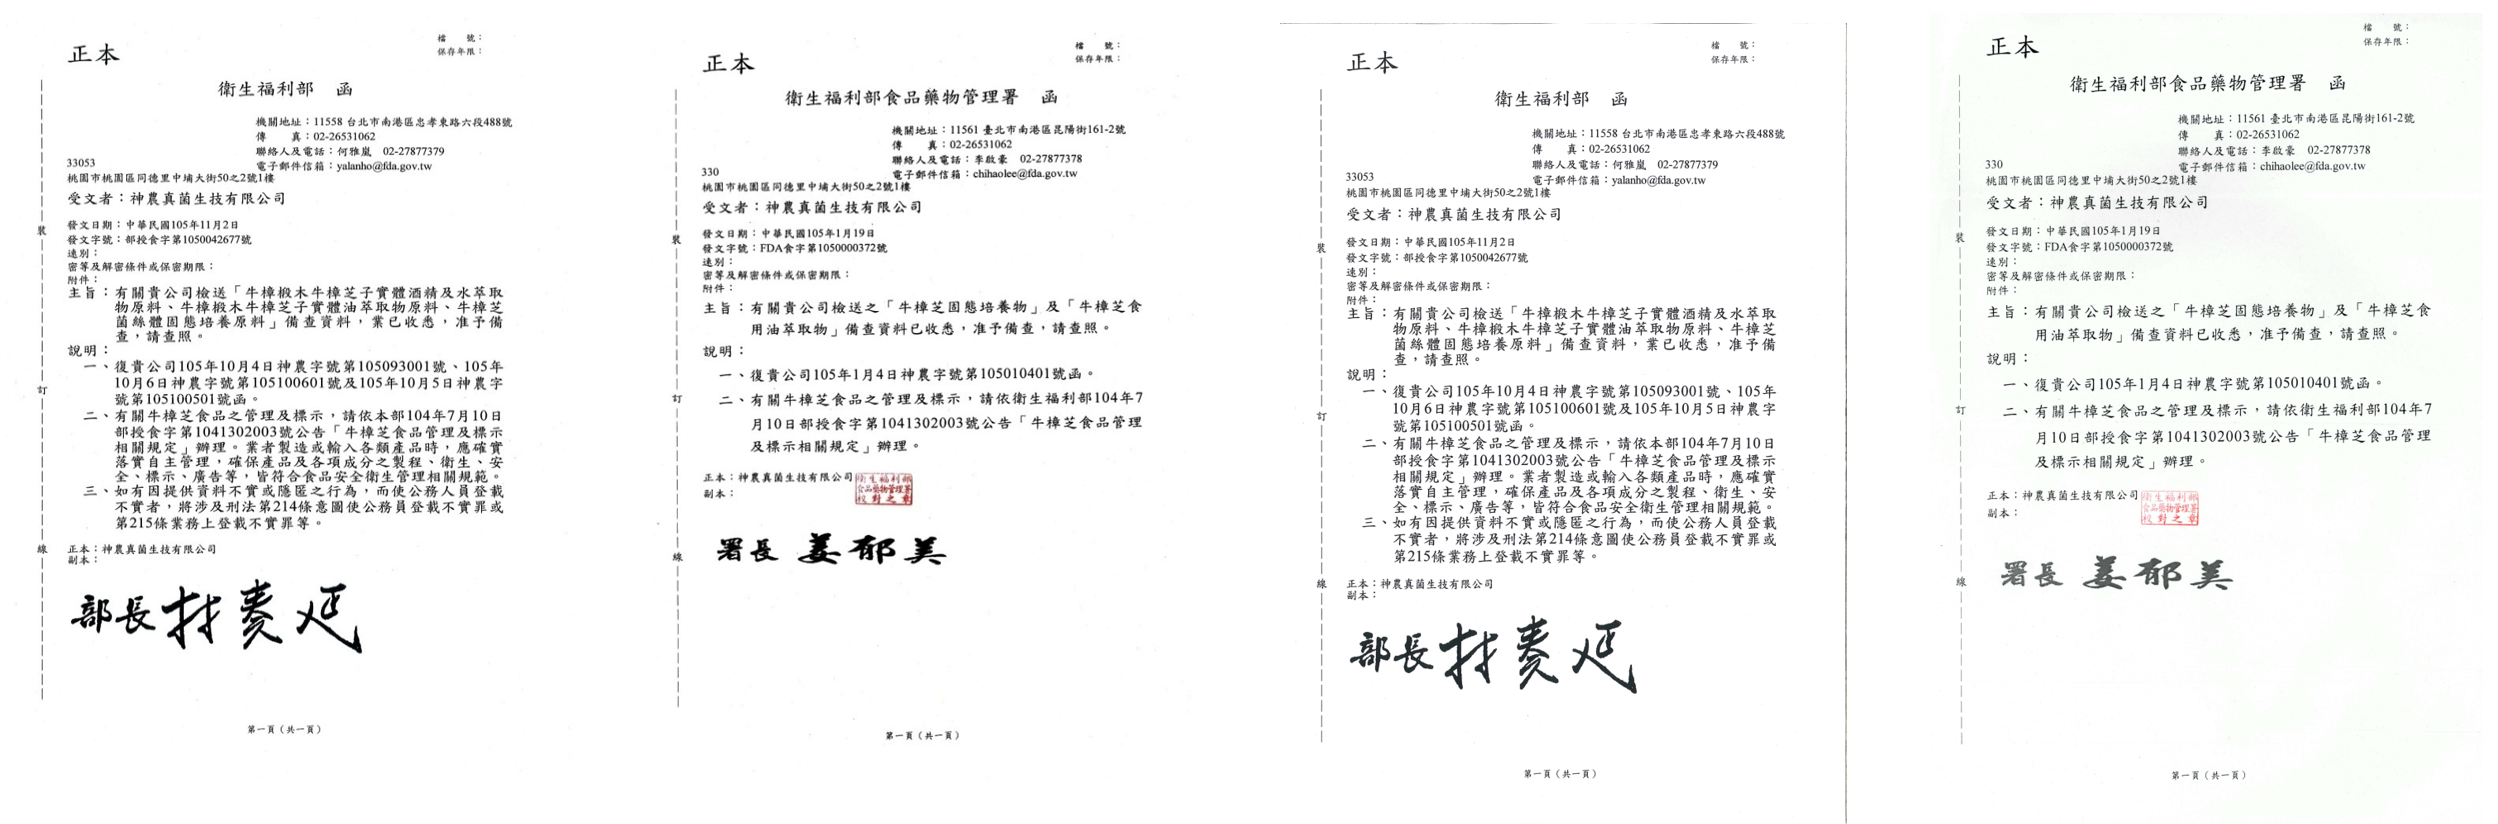 檔　　號：
保存年限：
正本
衛生福利部　函
機關地址：11558 台北市南港區忠孝東路六段488號
傳　　真：02-26531062
聯絡人及電話：何雅嵐　02-27877379
電子郵件信箱：yalanho@fda.gov.tw
33053
桃園市桃園區同德里中埔大街50之2號1樓
受文者：神農真菌生技有限公司
發文日期：中華民國105年11月2日
發文字號：部授食字第1050042677號
速別：
密等及解密條件或保密期限：
附件：
主旨：有關貴公司檢送「牛樟椴木牛樟芝子實體酒精及水萃取
物原料、牛樟椴木牛樟芝子實體油萃取物原料、牛樟芝
菌絲體固態培養原料」備查資料，業已收悉，准予備
查，請查照。
說明：
一、復貴公司105年10月4日神農字號第105093001號、105年
10月6日神農字號第105100601號及105年10月5日神農字
號第105100501號函。
二、有關牛樟芝食品之管理及標示，請依本部104年7月10日
部授食字第1041302003號公告「牛樟芝食品管理及標示
相關規定」辦理。業者製造或輸入各類產品時，應確實
落實自主管理，確保產品及各項成分之製程、衛生、安
全、標示、廣告等，皆符合食品安全衛生管理相關規範。
三、如有因提供資料不實或隱匿之行為，而使公務人員登載
不實者，將涉及刑法第214條意圖使公務員登載不實罪或
第215條業務上登載不實罪等。
正本：神農真菌生技有限公司
副本：
部長 林奏延
裝
訂
線
第一頁（共一頁）
檔　　號：
保存年限：
正本
衛生福利部食品藥物管理署　函
機關地址：11561 臺北市南港區昆陽街161-2號
傳　　真：02-26531062
聯絡人及電話：李啟豪　02-27877378
電子郵件信箱：chihaolee@fda.gov.tw
330
桃園市桃園區同德里中埔大街50之2號1樓
受文者：神農真菌生技有限公司
發文日期：中華民國105年1月19日
發文字號：FDA食字第1050000372號
速別：
密等及解密條件或保密期限：
附件：
主旨：有關貴公司檢送之「牛樟芝固態培養物」及「牛樟芝食
用油萃取物」備查資料已收悉，准予備查，請查照。
說明：
一、復貴公司105年1月4日神農字號第105010401號函。
二、有關牛樟芝食品之管理及標示，請依衛生福利部104年7
月10日部授食字第1041302003號公告「牛樟芝食品管理
及標示相關規定」辦理。
正本：神農真菌生技有限公司
副本：
衛生福利部
食品藥物管理署
校對之章
署長 姜郁美
裝
訂
線
第一頁（共一頁）
檔　　號：
保存年限：
正本
衛生福利部　函
機關地址：11558 台北市南港區忠孝東路六段488號
傳　　真：02-26531062
聯絡人及電話：何雅嵐　02-27877379
電子郵件信箱：yalanho@fda.gov.tw
33053
桃園市桃園區同德里中埔大街50之2號1樓
受文者：神農真菌生技有限公司
發文日期：中華民國105年11月2日
發文字號：部授食字第1050042677號
速別：
密等及解密條件或保密期限：
附件：
主旨：有關貴公司檢送「牛樟椴木牛樟芝子實體酒精及水萃取
物原料、牛樟椴木牛樟芝子實體油萃取物原料、牛樟芝
菌絲體固態培養原料」備查資料，業已收悉，准予備
查，請查照。
說明：
一、復貴公司105年10月4日神農字號第105093001號、105年
10月6日神農字號第105100601號及105年10月5日神農字
號第105100501號函。
二、有關牛樟芝食品之管理及標示，請依本部104年7月10日
部授食字第1041302003號公告「牛樟芝食品管理及標示
相關規定」辦理。業者製造或輸入各類產品時，應確實
落實自主管理，確保產品及各項成分之製程、衛生、安
全、標示、廣告等，皆符合食品安全衛生管理相關規範。
三、如有因提供資料不實或隱匿之行為，而使公務人員登載
不實者，將涉及刑法第214條意圖使公務員登載不實罪或
第215條業務上登載不實罪等。
正本：神農真菌生技有限公司
副本：
部長 林奏延
裝
訂
線
第一頁（共一頁）
檔　　號：
保存年限：
正本
衛生福利部食品藥物管理署　函
機關地址：11561 臺北市南港區昆陽街161-2號
傳　　真：02-26531062
聯絡人及電話：李啟豪　02-27877378
電子郵件信箱：chihaolee@fda.gov.tw
330
桃園市桃園區同德里中埔大街50之2號1樓
受文者：神農真菌生技有限公司
發文日期：中華民國105年1月19日
發文字號：FDA食字第1050000372號
速別：
密等及解密條件或保密期限：
附件：
主旨：有關貴公司檢送之「牛樟芝固態培養物」及「牛樟芝食
用油萃取物」備查資料已收悉，准予備查，請查照。
說明：
一、復貴公司105年1月4日神農字號第105010401號函。
二、有關牛樟芝食品之管理及標示，請依衛生福利部104年7
月10日部授食字第1041302003號公告「牛樟芝食品管理
及標示相關規定」辦理。
正本：神農真菌生技有限公司
副本：
衛生福利部
食品藥物管理署
校對之章
署長 姜郁美
裝
訂
線
第一頁（共一頁）